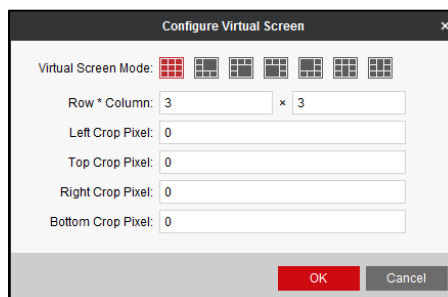 Configure Virtual Screen ×
Virtual Screen Mode:
Row * Column: 3 × 3
Left Crop Pixel: 0
Top Crop Pixel: 0
Right Crop Pixel: 0
Bottom Crop Pixel: 0
OK Cancel